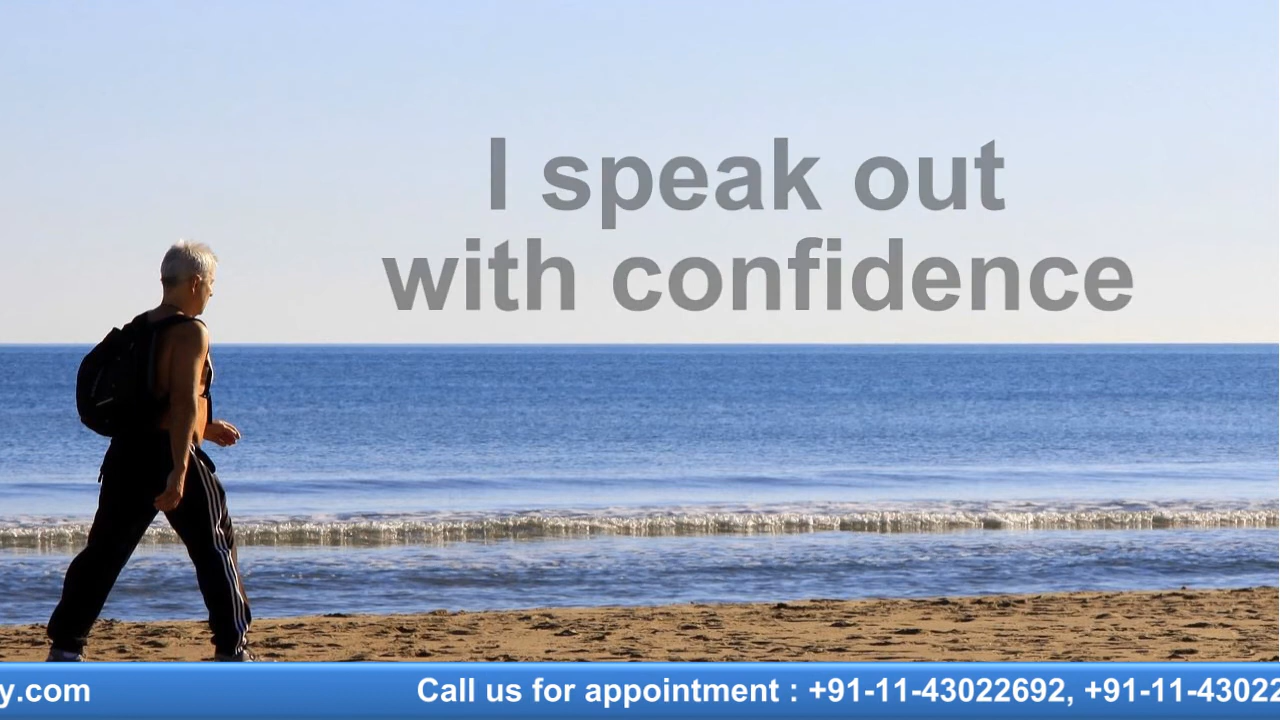 I speak out
with confidence
y.com Call us for appointment : +91-11-43022692, +91-11-43022